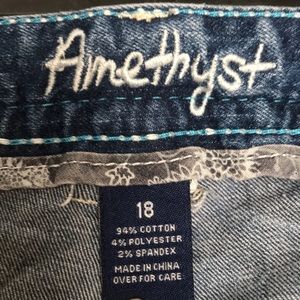 Amethyst
18
94% COTTON
4% POLYESTER
2% SPANDEX
MADE IN CHINA
OVER FOR CARE